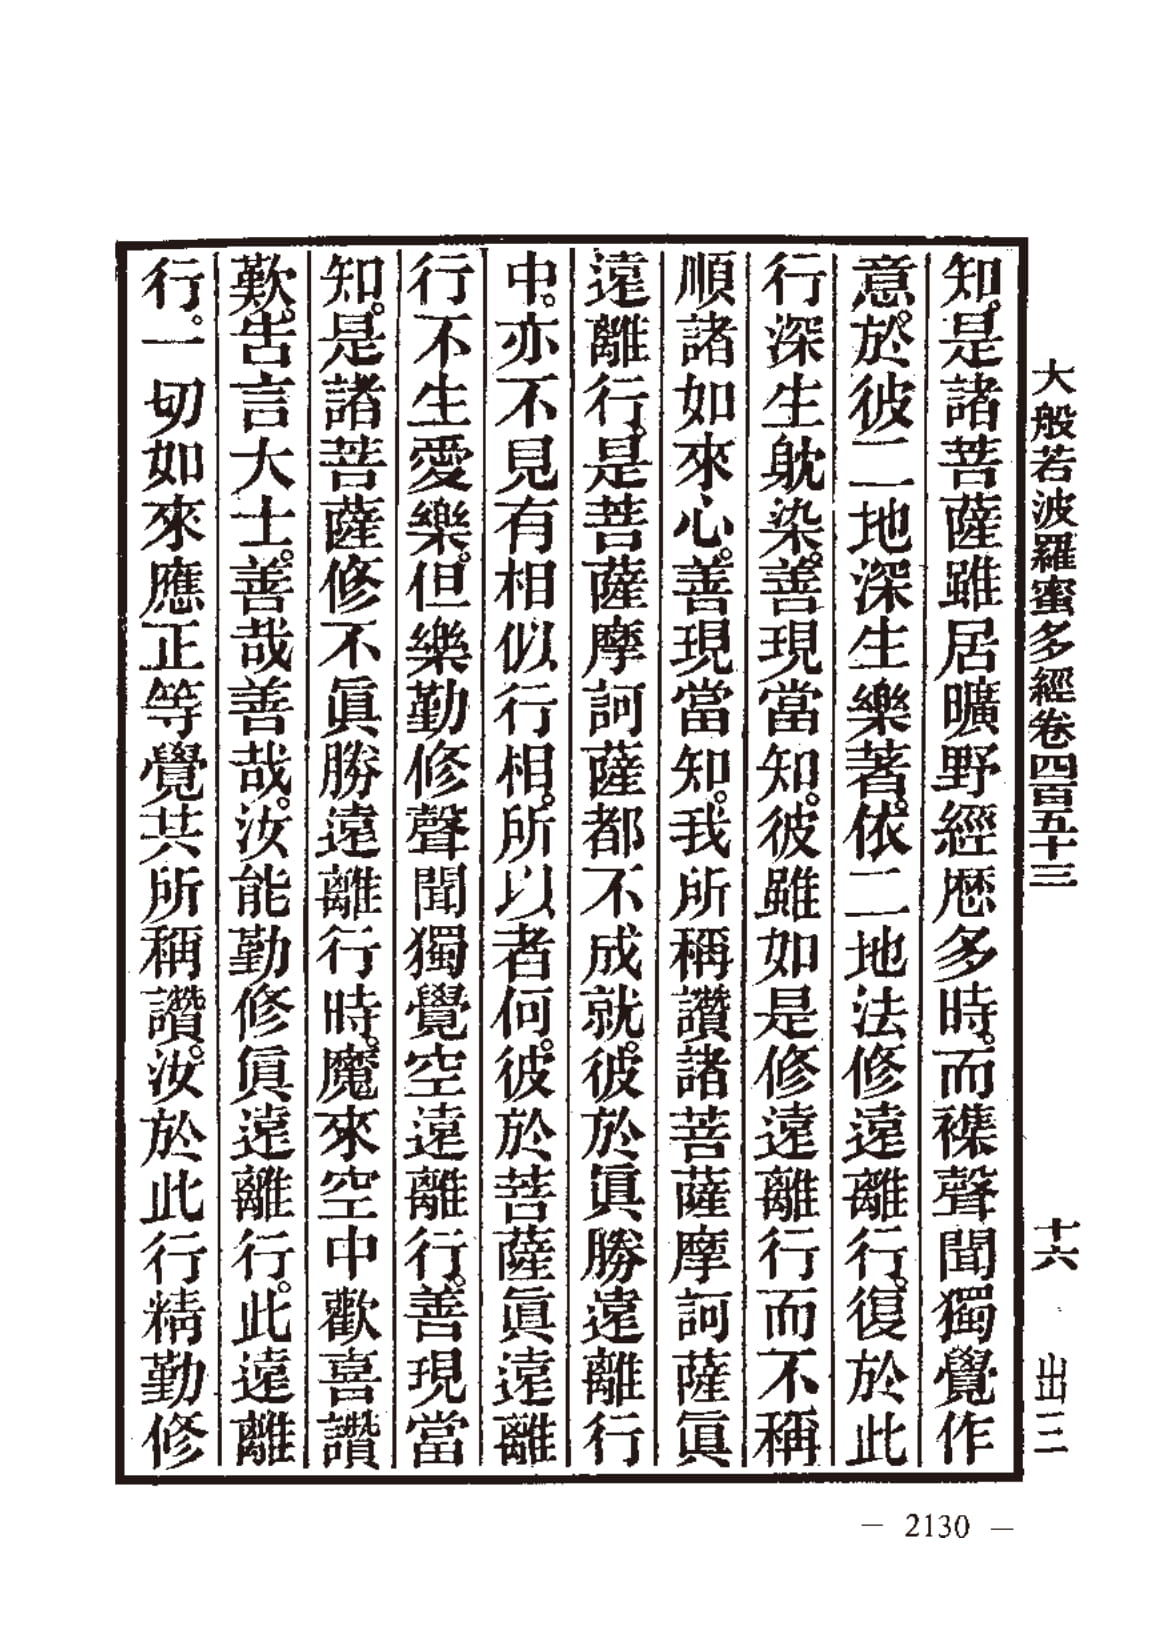 大般若波羅蜜多經卷四百五十三　十六　出三
知。是諸菩薩雖居曠野經歷多時。而襍聲聞獨覺作
意。於彼二地深生樂著。依二地法修遠離行。復於此
行深生躭染。善現當知。彼雖如是修遠離行而不稱
順諸如來心。善現當知。我所稱讚諸菩薩摩訶薩眞
遠離行。是菩薩摩訶薩都不成就。彼於眞勝遠離行
中。亦不見有相似行相。所以者何。彼於菩薩眞遠離
行不生愛樂。但樂勤修聲聞獨覺空遠離行。善現當
知。是諸菩薩修不眞勝遠離行時。魔來空中歡喜讚
歎。吿言大士。善哉善哉。汝能勤修眞遠離行。此遠離
行。一切如來應正等覺共所稱讚。汝於此行精勤修
— 2130 —